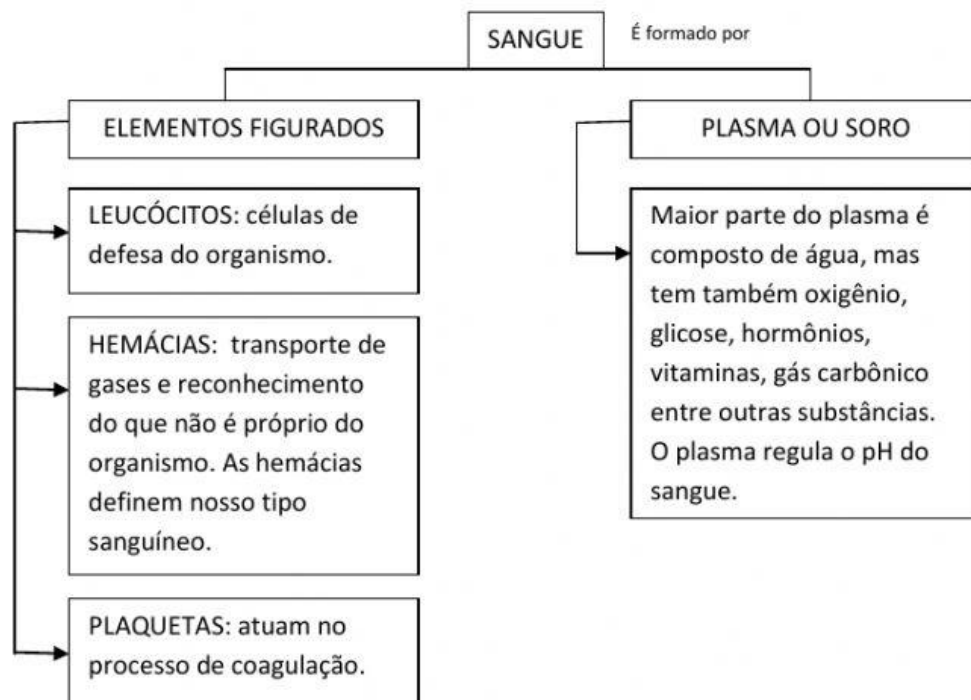 SANGUE
É formado por
ELEMENTOS FIGURADOS
LEUCÓCITOS: células de
defesa do organismo.
HEMÁCIAS: transporte de
gases e reconhecimento
do que não é próprio do
organismo. As hemácias
definem nosso tipo
sanguíneo.
PLAQUETAS: atuam no
processo de coagulação.
PLASMA OU SORO
Maior parte do plasma é
composto de água, mas
tem também oxigênio,
glicose, hormônios,
vitaminas, gás carbônico
entre outras substâncias.
O plasma regula o pH do
sangue.